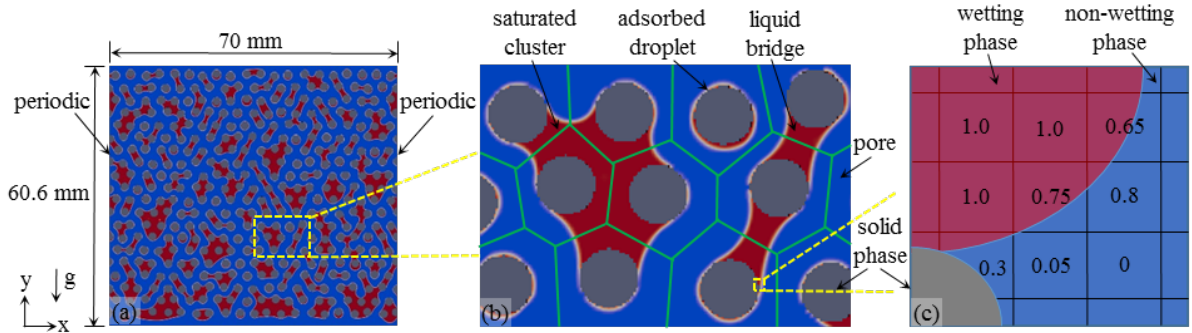 70 mm
periodic
periodic
60.6 mm
y
g
x
(a)
saturated
cluster
adsorbed
droplet
liquid
bridge
pore
solid
phase
(b)
wetting
phase
non-wetting
phase
1.0
1.0
0.65
1.0
0.75
0.8
0.3
0.05
0
(c)